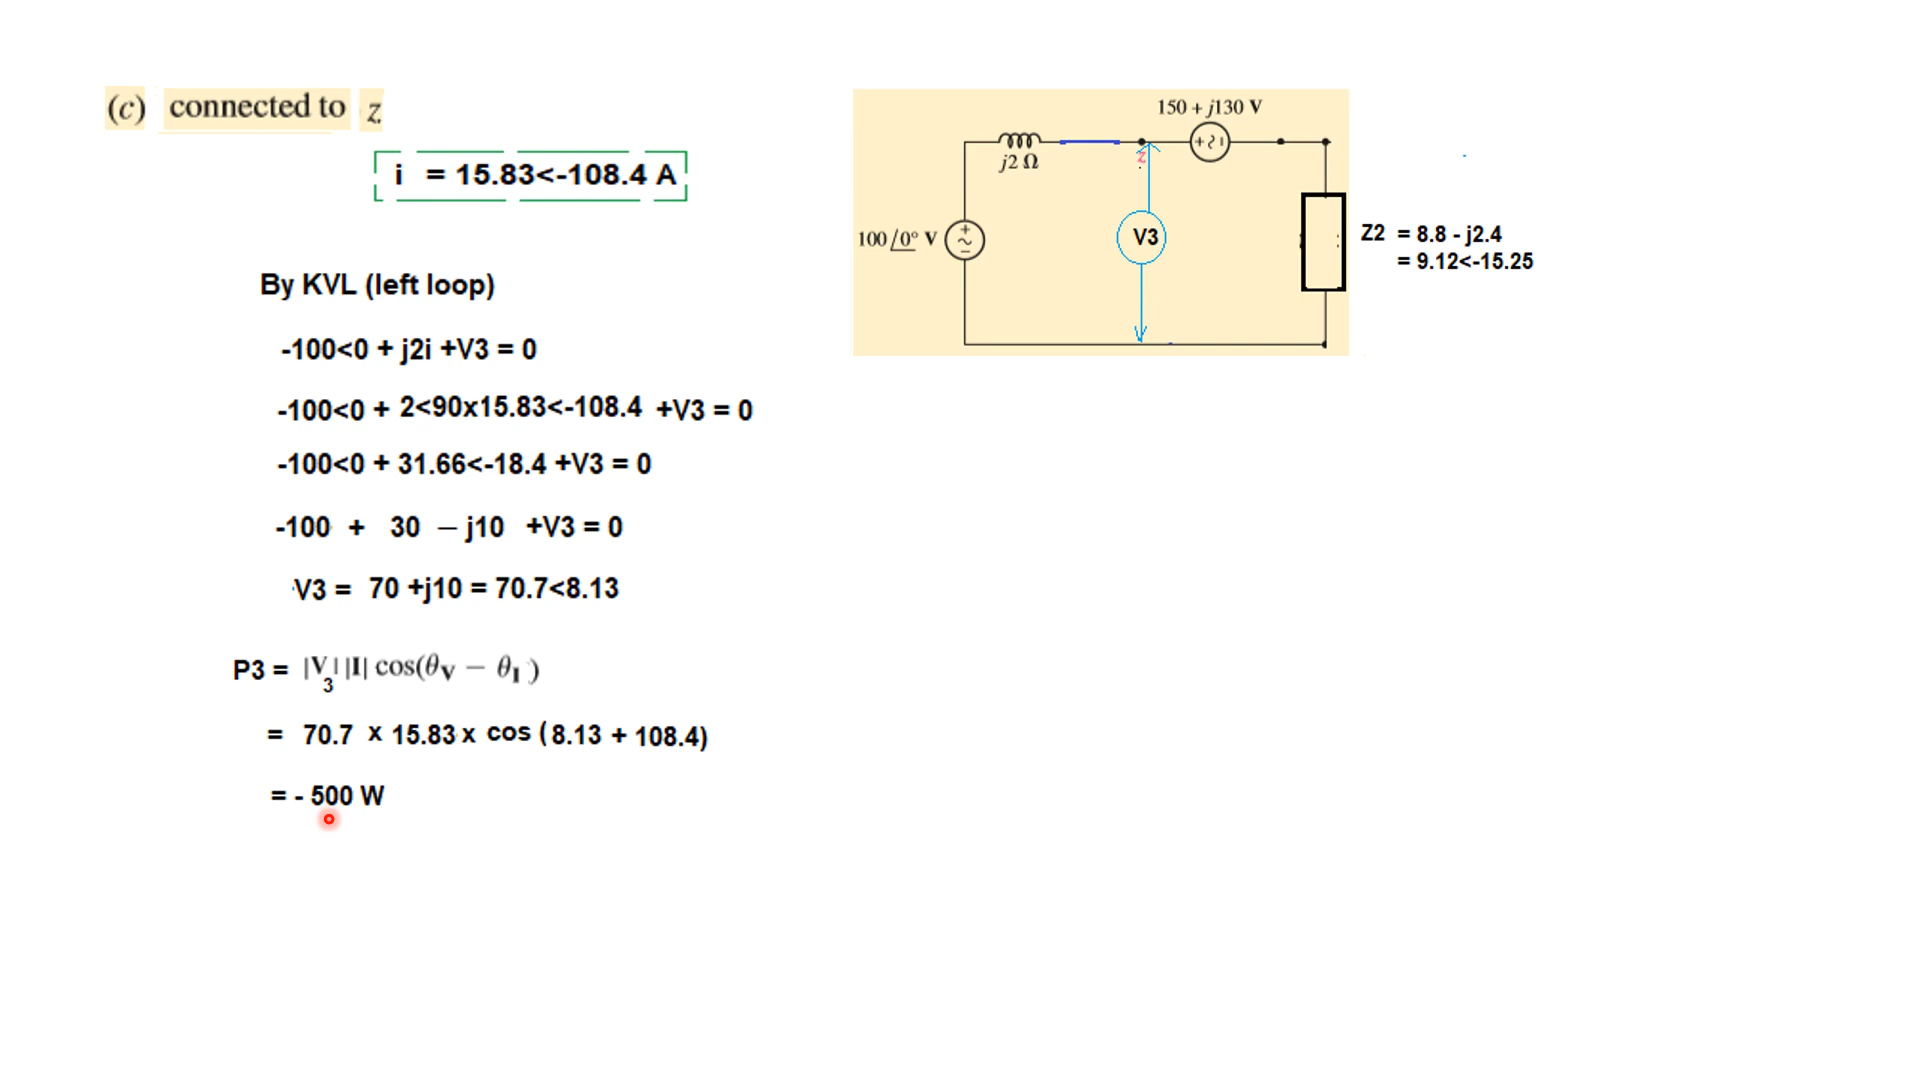 (c) connected to z
i = 15.83<-108.4 A
By KVL (left loop)
-100<0 + j2i +V3 = 0
-100<0 + 2<90x15.83<-108.4 +V3 = 0
-100<0 + 31.66<-18.4 +V3 = 0
-100 + 30 – j10 +V3 = 0
V3 = 70 +j10 = 70.7<8.13
P3 = |V3||I| cos(θV − θI)
= 70.7 x 15.83 x cos (8.13 + 108.4)
= - 500 W
150 + j130 V
+ ~ −
j2 Ω
z
100/0° V
+ ~ −
V3
Z2 = 8.8 - j2.4
= 9.12<-15.25